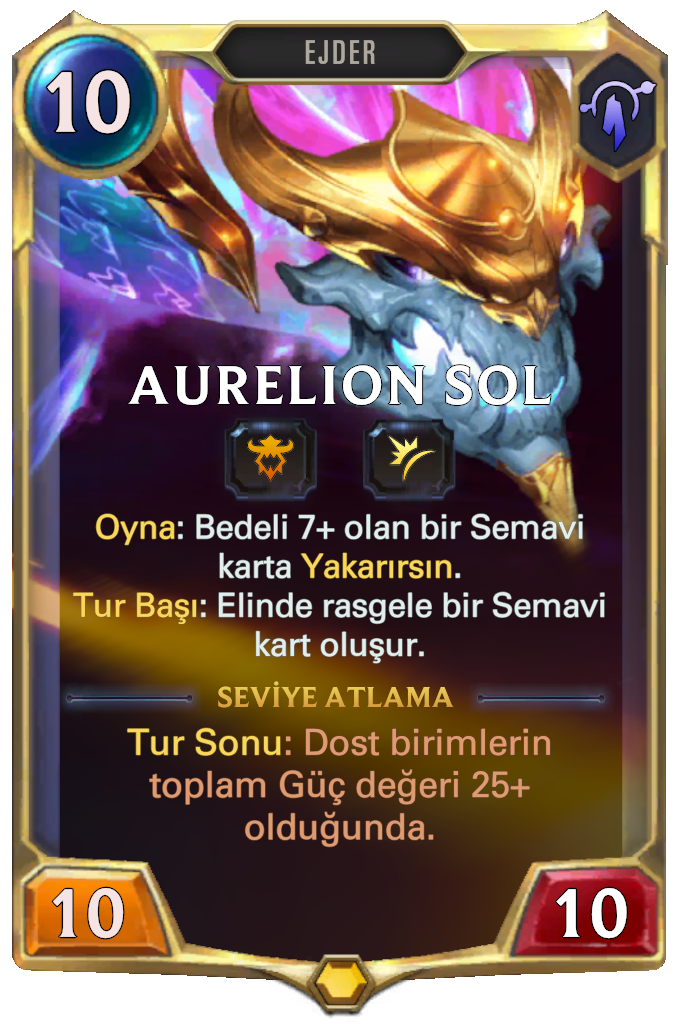 EJDER
10
AURELION SOL
Oyna: Bedeli 7+ olan bir Semavi
karta Yakarırsın.
Tur Başı: Elinde rasgele bir Semavi
kart oluşur.
SEVİYE ATLAMA
Tur Sonu: Dost birimlerin
toplam Güç değeri 25+
olduğunda.
10
10